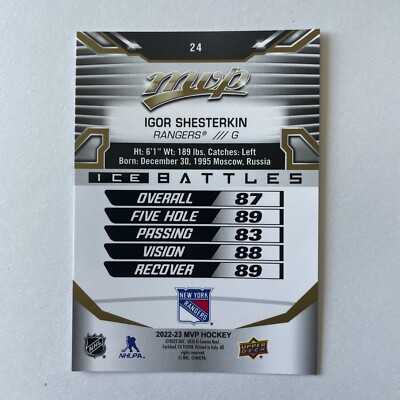 24
mvp
IGOR SHESTERKIN
RANGERS® /// G
Ht: 6'1" Wt: 189 lbs. Catches: Left
Born: December 30, 1995 Moscow, Russia
ICE BATTLES
OVERALL 87
FIVE HOLE 89
PASSING 83
VISION 88
RECOVER 89
NEW YORK
RANGERS
2022-23 MVP HOCKEY
NHL
NHLPA
UPPER DECK